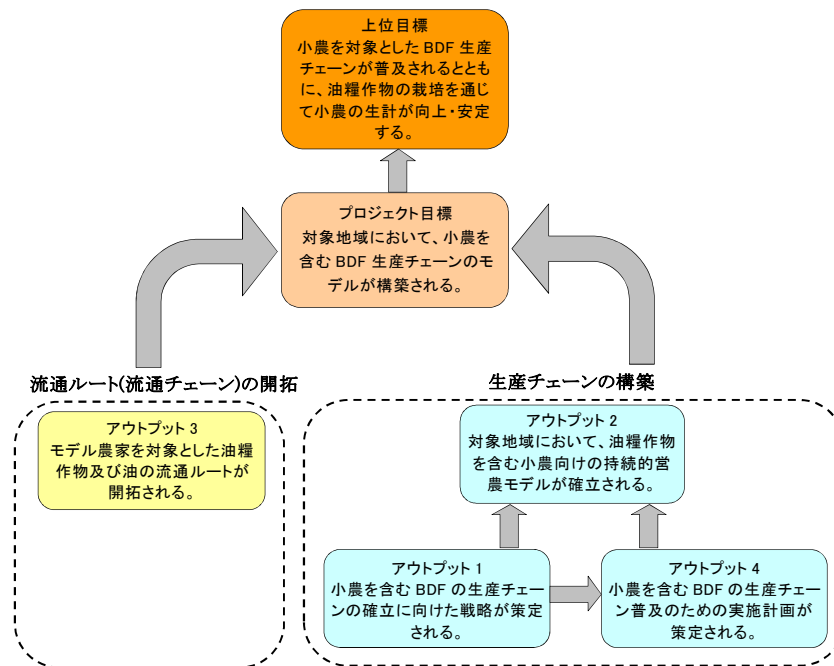 上位目標
小農を対象とした BDF 生産
チェーンが普及されるととも
に、油糧作物の栽培を通じ
て小農の生計が向上・安定
する。
プロジェクト目標
対象地域において、小農を
含む BDF 生産チェーンのモ
デルが構築される。
流通ルート(流通チェーン)の開拓
アウトプット 3
モデル農家を対象とした油糧
作物及び油の流通ルートが
開拓される。
生産チェーンの構築
アウトプット 2
対象地域において、油糧作物
を含む小農向けの持続的営
農モデルが確立される。
アウトプット 1
小農を含む BDF の生産チェー
ンの確立に向けた戦略が策定
される。
アウトプット 4
小農を含む BDF の生産チェー
ン普及のための実施計画が
策定される。